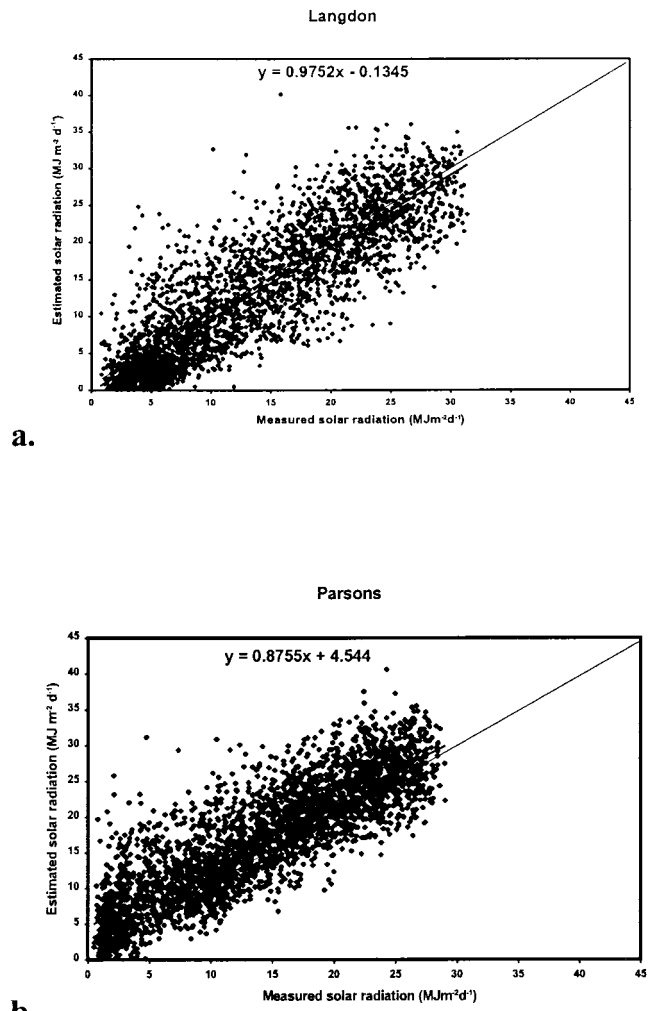 Langdon
y = 0.9752x - 0.1345
45
40
35
30
25
20
15
10
5
0
Estimated solar radiation (MJ m⁻² d⁻¹)
0 5 10 15 20 25 30 35 40 45
Measured solar radiation (MJm⁻²d⁻¹)
a.
Parsons
y = 0.8755x + 4.544
45
40
35
30
25
20
15
10
5
0
Estimated solar radiation (MJ m⁻² d⁻¹)
0 5 10 15 20 25 30 35 40 45
Measured solar radiation (MJm⁻²d⁻¹)
b